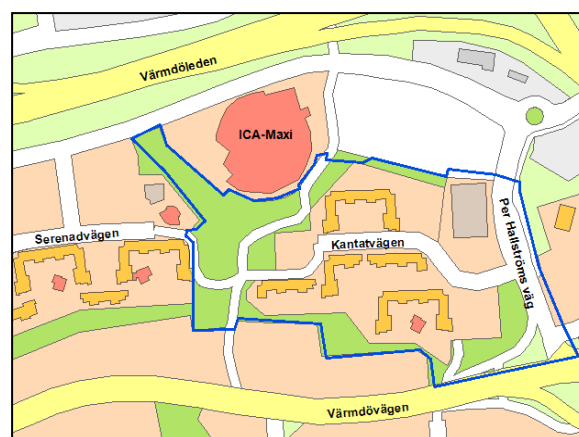 Värmdöleden
ICA-Maxi
Serenadvägen
Kantatvägen
Per Hallströms väg
Värmdövägen